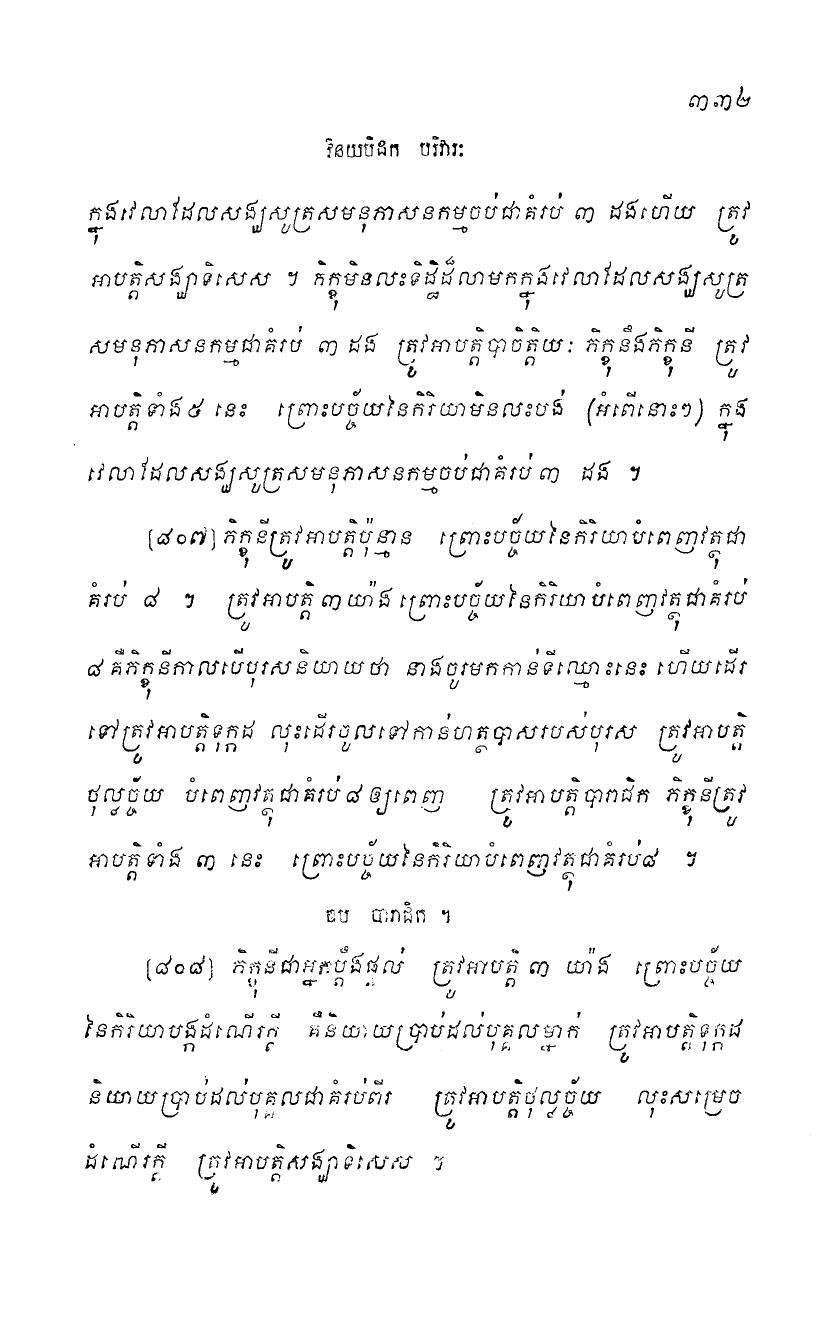 ៣៣២
វិនយបិដក បរិវារៈ
ក្នុងវេលាដែលសង្ឃសូត្រសមនុភាសនកម្មចប់ជាគំរប់ ៣ ដងហើយ ត្រូវ
អាបត្តិសង្ឃាទិសេស ។ ភិក្ខុមិនលះទិដ្ឋិដ៏លាមកក្នុងវេលាដែលសង្ឃសូត្រ
សមនុភាសនកម្មជាគំរប់ ៣ ដង ត្រូវអាបត្តិបាចិត្តិយៈ ភិក្ខុនឹងភិក្ខុនី ត្រូវ
អាបត្តិទាំង៥ នេះ ព្រោះបច្ច័យនៃកិរិយាមិនលះបង់ (អំពើនោះៗ) ក្នុង
វេលាដែលសង្ឃសូត្រសមនុភាសនកម្មចប់ជាគំរប់ ៣ ដង ។
[៨០៧] ភិក្ខុនីត្រូវអាបត្តិប៉ុន្មាន ព្រោះបច្ច័យនៃកិរិយាបំពេញវត្ថុជា
គំរប់ ៨ ។ ត្រូវអាបត្តិ ៣ យ៉ាង ព្រោះបច្ច័យនៃកិរិយាបំពេញវត្ថុជាគំរប់
៨ គឺភិក្ខុនីកាលបើបុរសនិយាយថា នាងចូរមកកាន់ទីឈ្មោះនេះ ហើយដើរ
ទៅត្រូវអាបត្តិទុក្កដ លុះដើរចូលទៅកាន់ហត្ថបាសរបស់បុរស ត្រូវអាបត្តិ
ថុល្លច្ច័យ បំពេញវត្ថុជាគំរប់ ៨ ឲ្យពេញ ត្រូវអាបត្តិបារាជិក ភិក្ខុនីត្រូវ
អាបត្តិទាំង ៣ នេះ ព្រោះបច្ច័យនៃកិរិយាបំពេញវត្ថុជាគំរប់៨ ។
ចប បារាជិក ។
[៨០៨] ភិក្ខុនីជាអ្នកប្តឹងផ្តល់ ត្រូវអាបត្តិ ៣ យ៉ាង ព្រោះបច្ច័យ
នៃកិរិយាបង្កដំណើរក្តី គឺនិយាយប្រាប់ដល់បុគ្គលម្នាក់ ត្រូវអាបត្តិទុក្កដ
និយាយប្រាប់ដល់បុគ្គលជាគំរប់ពីរ ត្រូវអាបត្តិថុល្លច្ច័យ លុះសម្រេច
ដំណើរក្តី ត្រូវអាបត្តិសង្ឃាទិសេស ។